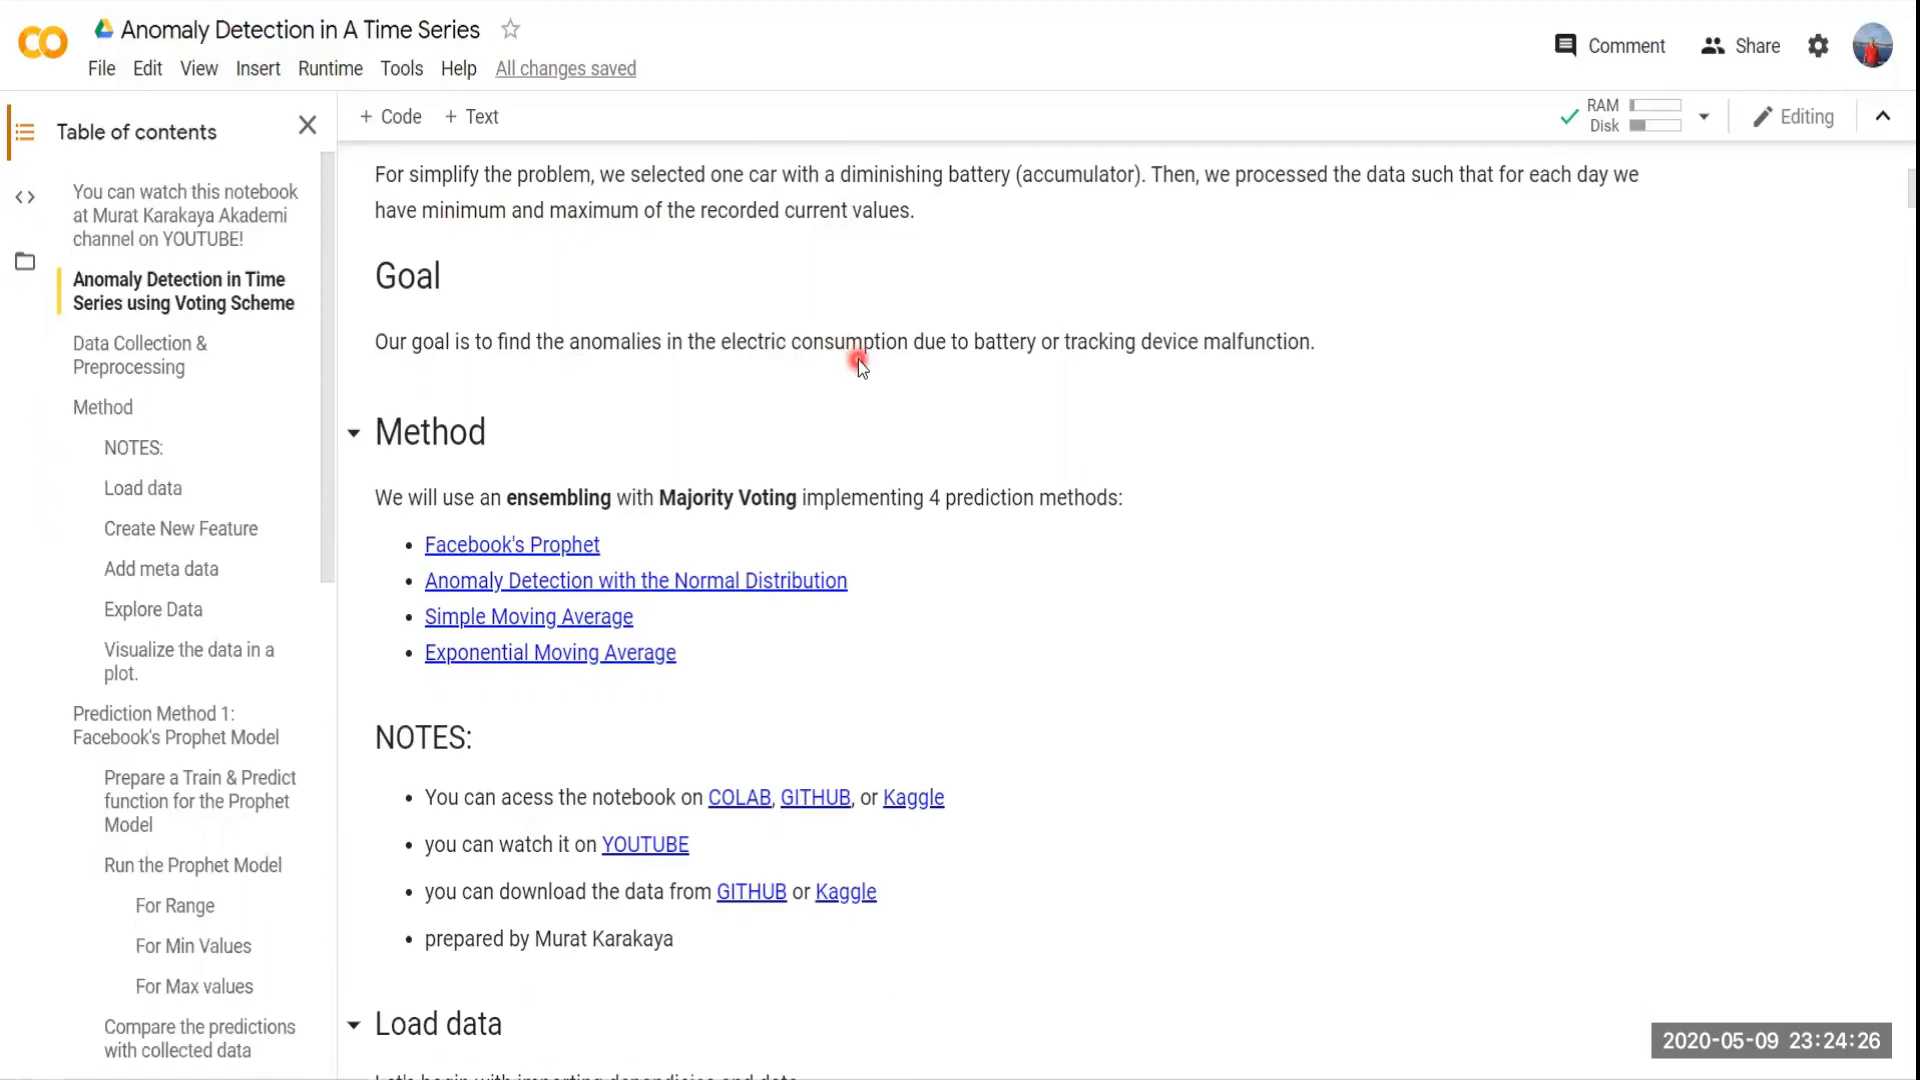 Anomaly Detection in A Time Series
Comment
Share
File Edit View Insert Runtime Tools Help All changes saved
Table of contents
+ Code + Text
RAM
Disk
Editing
You can watch this notebook
at Murat Karakaya Akademi
channel on YOUTUBE!
Anomaly Detection in Time
Series using Voting Scheme
Data Collection &
Preprocessing
Method
NOTES:
Load data
Create New Feature
Add meta data
Explore Data
Visualize the data in a
plot.
Prediction Method 1:
Facebook's Prophet Model
Prepare a Train & Predict
function for the Prophet
Model
Run the Prophet Model
For Range
For Min Values
For Max values
Compare the predictions
with collected data
For simplify the problem, we selected one car with a diminishing battery (accumulator). Then, we processed the data such that for each day we
have minimum and maximum of the recorded current values.
Goal
Our goal is to find the anomalies in the electric consumption due to battery or tracking device malfunction.
Method
We will use an ensembling with Majority Voting implementing 4 prediction methods:
• Facebook's Prophet
• Anomaly Detection with the Normal Distribution
• Simple Moving Average
• Exponential Moving Average
NOTES:
• You can acess the notebook on COLAB, GITHUB, or Kaggle
• you can watch it on YOUTUBE
• you can download the data from GITHUB or Kaggle
• prepared by Murat Karakaya
Load data
Let's begin with importing dependicies and data
2020-05-09 23:24:26